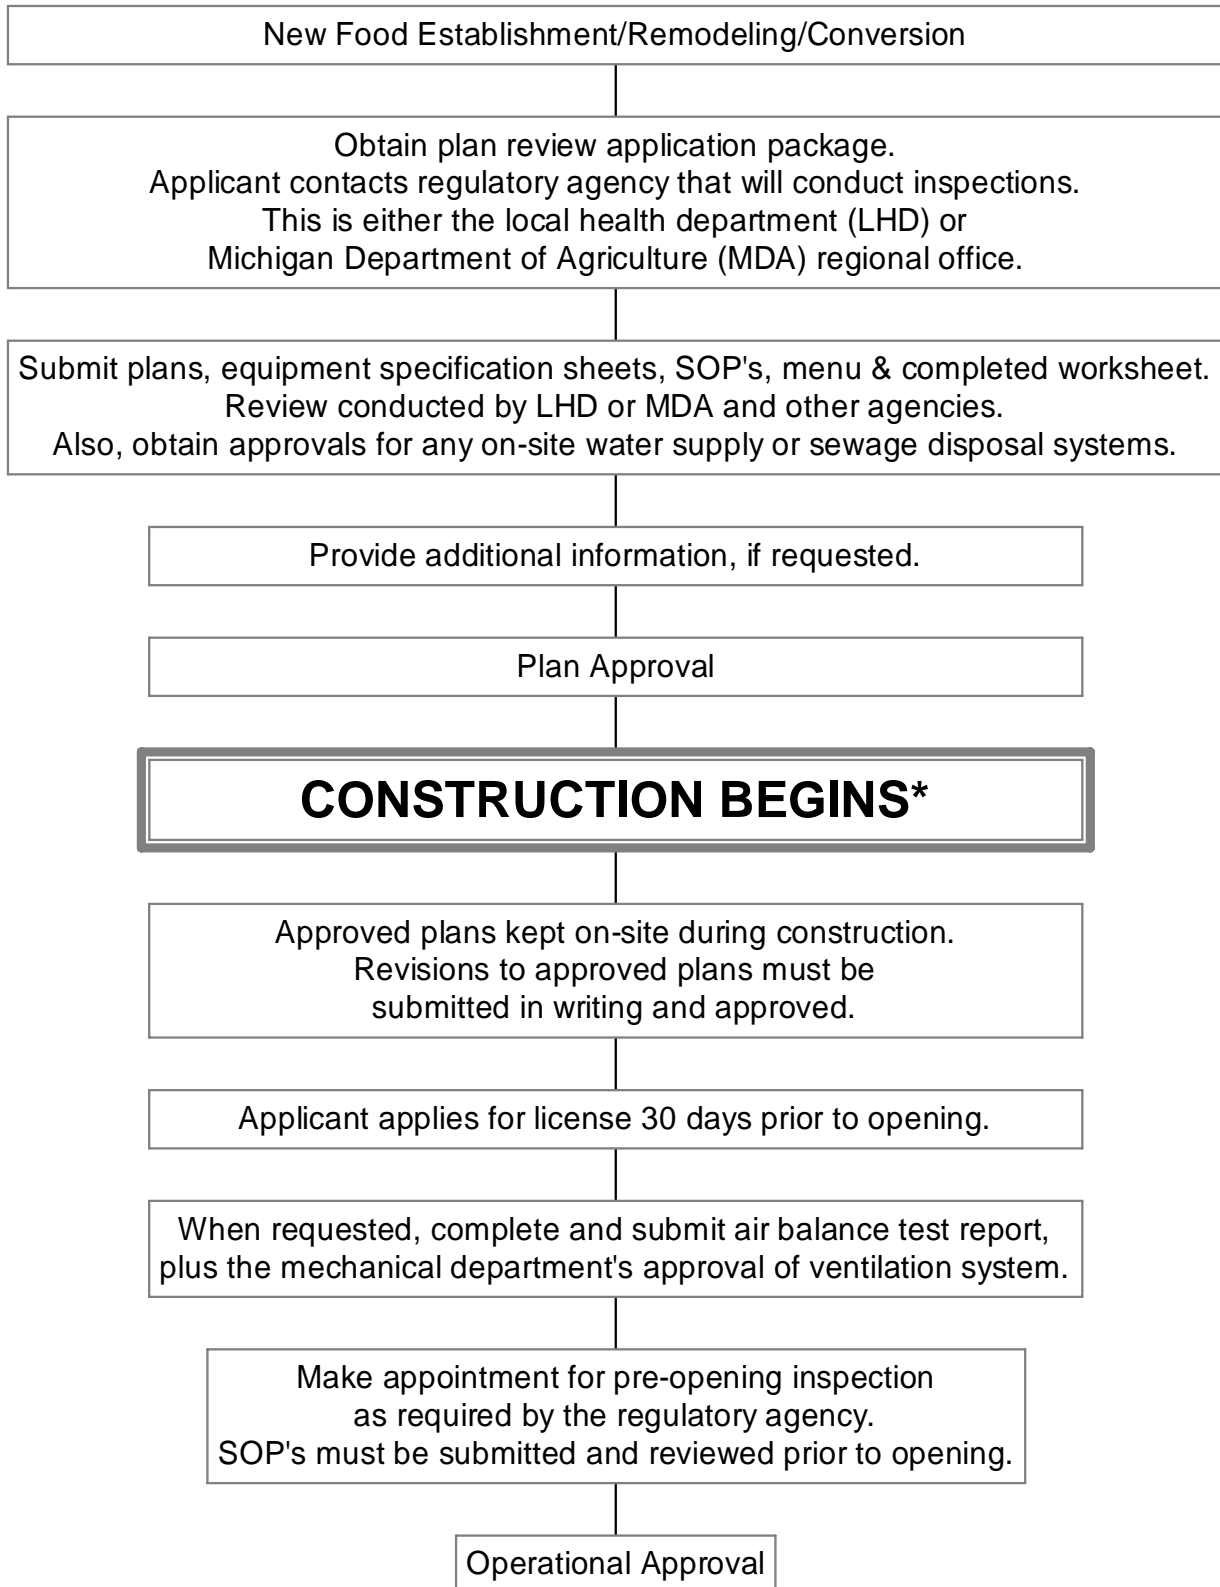 New Food Establishment/Remodeling/Conversion
Obtain plan review application package.
Applicant contacts regulatory agency that will conduct inspections.
This is either the local health department (LHD) or
Michigan Department of Agriculture (MDA) regional office.
Submit plans, equipment specification sheets, SOP's, menu & completed worksheet.
Review conducted by LHD or MDA and other agencies.
Also, obtain approvals for any on-site water supply or sewage disposal systems.
Provide additional information, if requested.
Plan Approval
CONSTRUCTION BEGINS*
Approved plans kept on-site during construction.
Revisions to approved plans must be
submitted in writing and approved.
Applicant applies for license 30 days prior to opening.
When requested, complete and submit air balance test report,
plus the mechanical department's approval of ventilation system.
Make appointment for pre-opening inspection
as required by the regulatory agency.
SOP's must be submitted and reviewed prior to opening.
Operational Approval